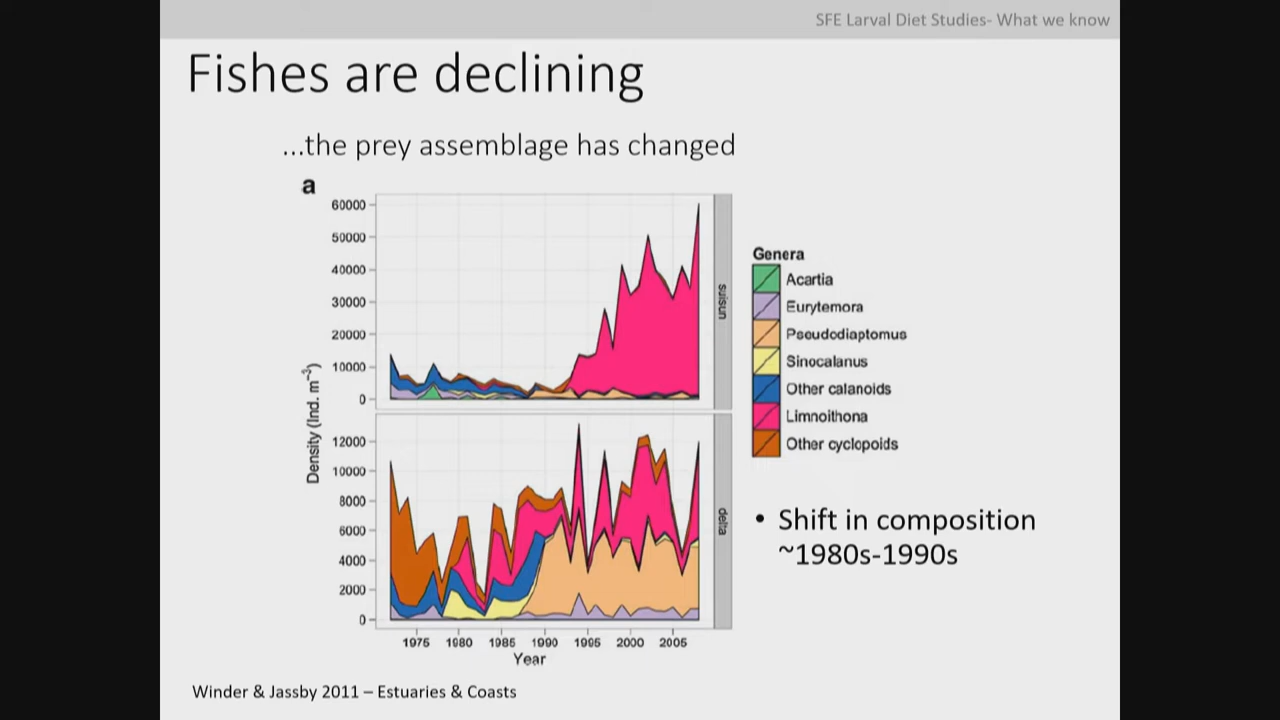 SFE Larval Diet Studies- What we know
Fishes are declining
...the prey assemblage has changed
a
60000
50000
40000
30000
20000
10000
0
suisun
12000
10000
8000
6000
4000
2000
0
delta
Density (Ind. m⁻³)
1975 1980 1985 1990 1995 2000 2005
Year
Genera
Acartia
Eurytemora
Pseudodiaptomus
Sinocalanus
Other calanoids
Limnoithona
Other cyclopoids
• Shift in composition
~1980s-1990s
Winder & Jassby 2011 – Estuaries & Coasts